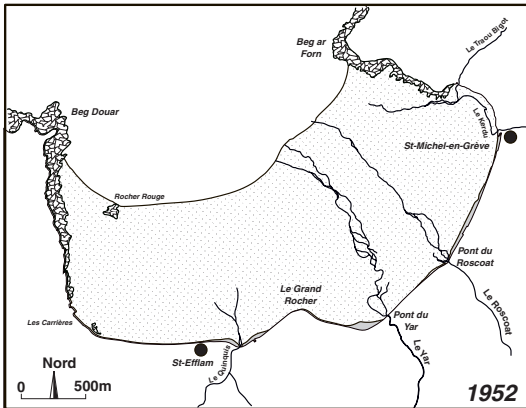 Beg ar
Forn
Le Traou Bigot
Beg Douar
Le Kerdu
St-Michel-en-Grève
Rocher Rouge
Pont du
Roscoat
Le Grand
Rocher
Le Roscoat
Les Carrières
Pont du
Yar
St-Efflam
Le Quinquis
Le Yar
Nord
0 500m
1952